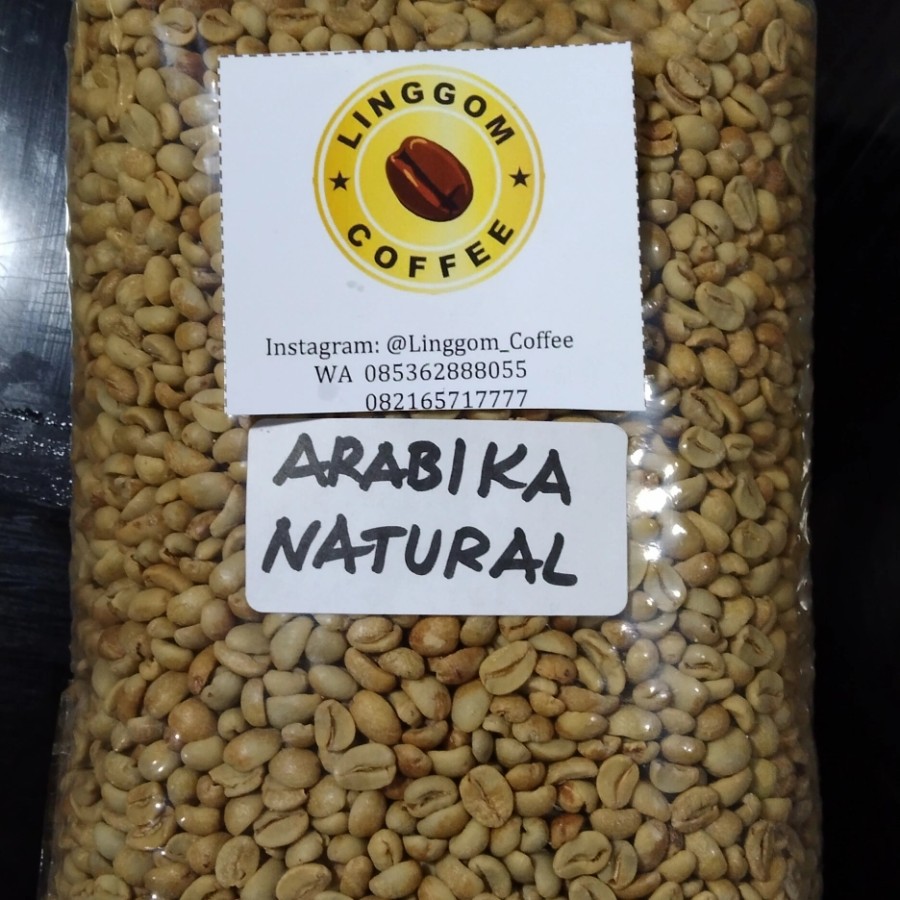 LINGGOM
COFFEE
Instagram: @Linggom_Coffee
WA 085362888055
082165717777
ARABIKA
NATURAL